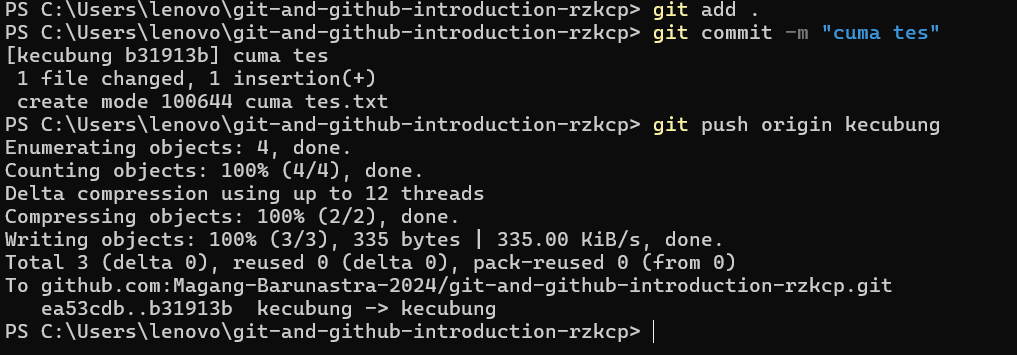 PS C:\Users\lenovo\git-and-github-introduction-rzkcp> git add .
PS C:\Users\lenovo\git-and-github-introduction-rzkcp> git commit -m "cuma tes"
[kecubung b31913b] cuma tes
 1 file changed, 1 insertion(+)
 create mode 100644 cuma tes.txt
PS C:\Users\lenovo\git-and-github-introduction-rzkcp> git push origin kecubung
Enumerating objects: 4, done.
Counting objects: 100% (4/4), done.
Delta compression using up to 12 threads
Compressing objects: 100% (2/2), done.
Writing objects: 100% (3/3), 335 bytes | 335.00 KiB/s, done.
Total 3 (delta 0), reused 0 (delta 0), pack-reused 0 (from 0)
To github.com:Magang-Barunastra-2024/git-and-github-introduction-rzkcp.git
   ea53cdb..b31913b  kecubung -> kecubung
PS C:\Users\lenovo\git-and-github-introduction-rzkcp>